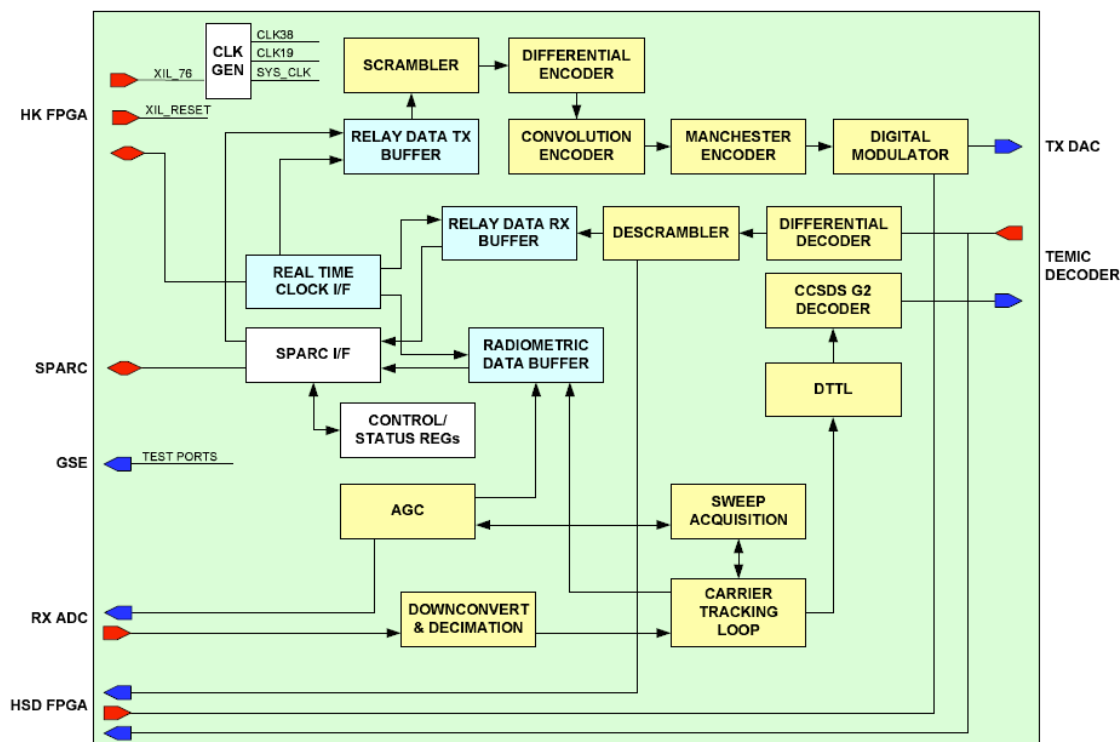 CLK
GEN
CLK38
CLK19
SYS_CLK
XIL_76
HK FPGA
XIL_RESET
SCRAMBLER
DIFFERENTIAL
ENCODER
RELAY DATA TX
BUFFER
CONVOLUTION
ENCODER
MANCHESTER
ENCODER
DIGITAL
MODULATOR
TX DAC
RELAY DATA RX
BUFFER
DESCRAMBLER
DIFFERENTIAL
DECODER
TEMIC
DECODER
REAL TIME
CLOCK I/F
CCSDS G2
DECODER
SPARC
SPARC I/F
RADIOMETRIC
DATA BUFFER
DTTL
CONTROL/
STATUS REGs
GSE
TEST PORTS
AGC
SWEEP
ACQUISITION
RX ADC
DOWNCONVERT
& DECIMATION
CARRIER
TRACKING
LOOP
HSD FPGA